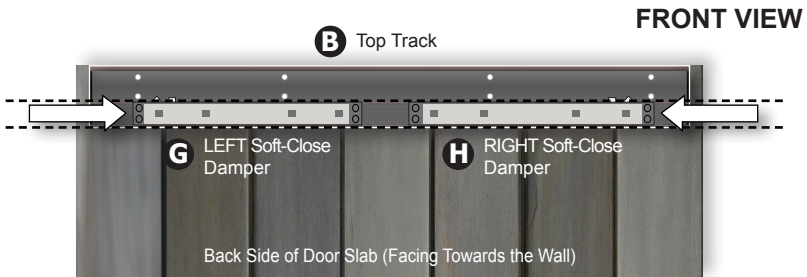 FRONT VIEW
B Top Track
G LEFT Soft-Close
Damper
H RIGHT Soft-Close
Damper
Back Side of Door Slab (Facing Towards the Wall)